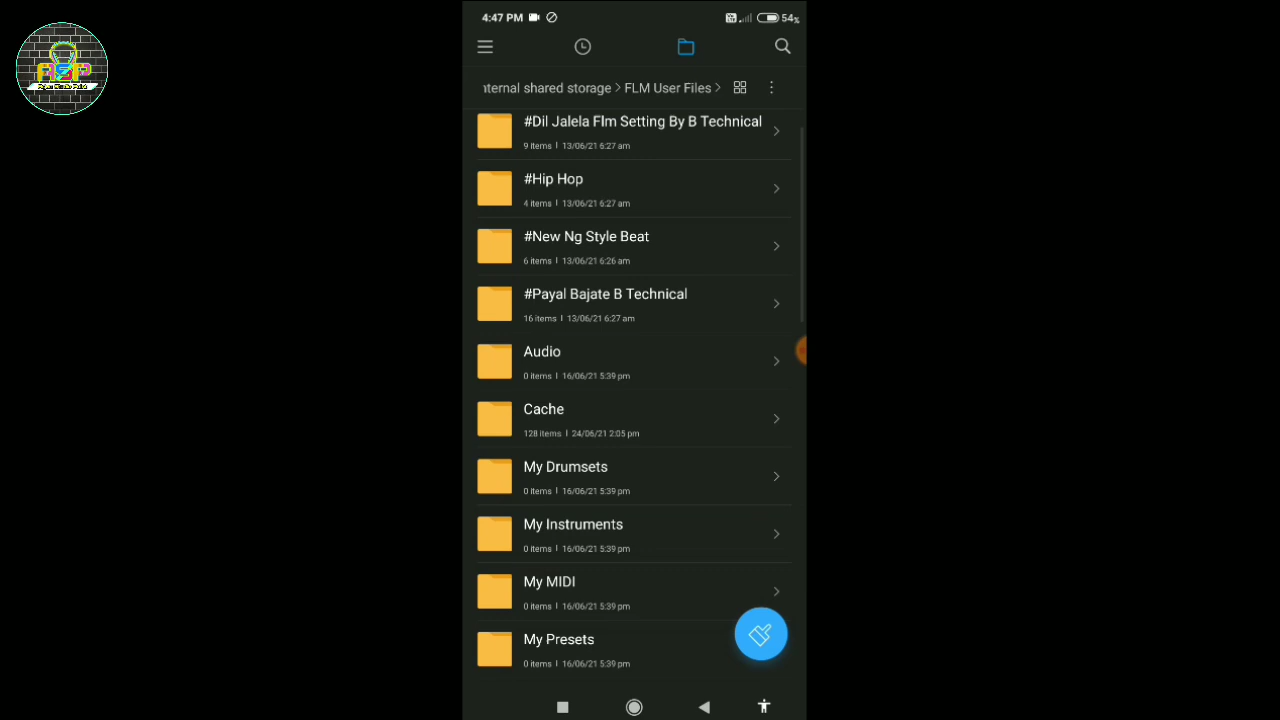 4:47 PM
54%
nternal shared storage > FLM User Files >
#Dil Jalela Flm Setting By B Technical
9 items | 13/06/21 6:27 am
#Hip Hop
4 items | 13/06/21 6:27 am
#New Ng Style Beat
6 items | 13/06/21 6:26 am
#Payal Bajate B Technical
16 items | 13/06/21 6:27 am
Audio
0 items | 16/06/21 5:39 pm
Cache
128 items | 24/06/21 2:05 pm
My Drumsets
0 items | 16/06/21 5:39 pm
My Instruments
0 items | 16/06/21 5:39 pm
My MIDI
0 items | 16/06/21 5:39 pm
My Presets
0 items | 16/06/21 5:39 pm